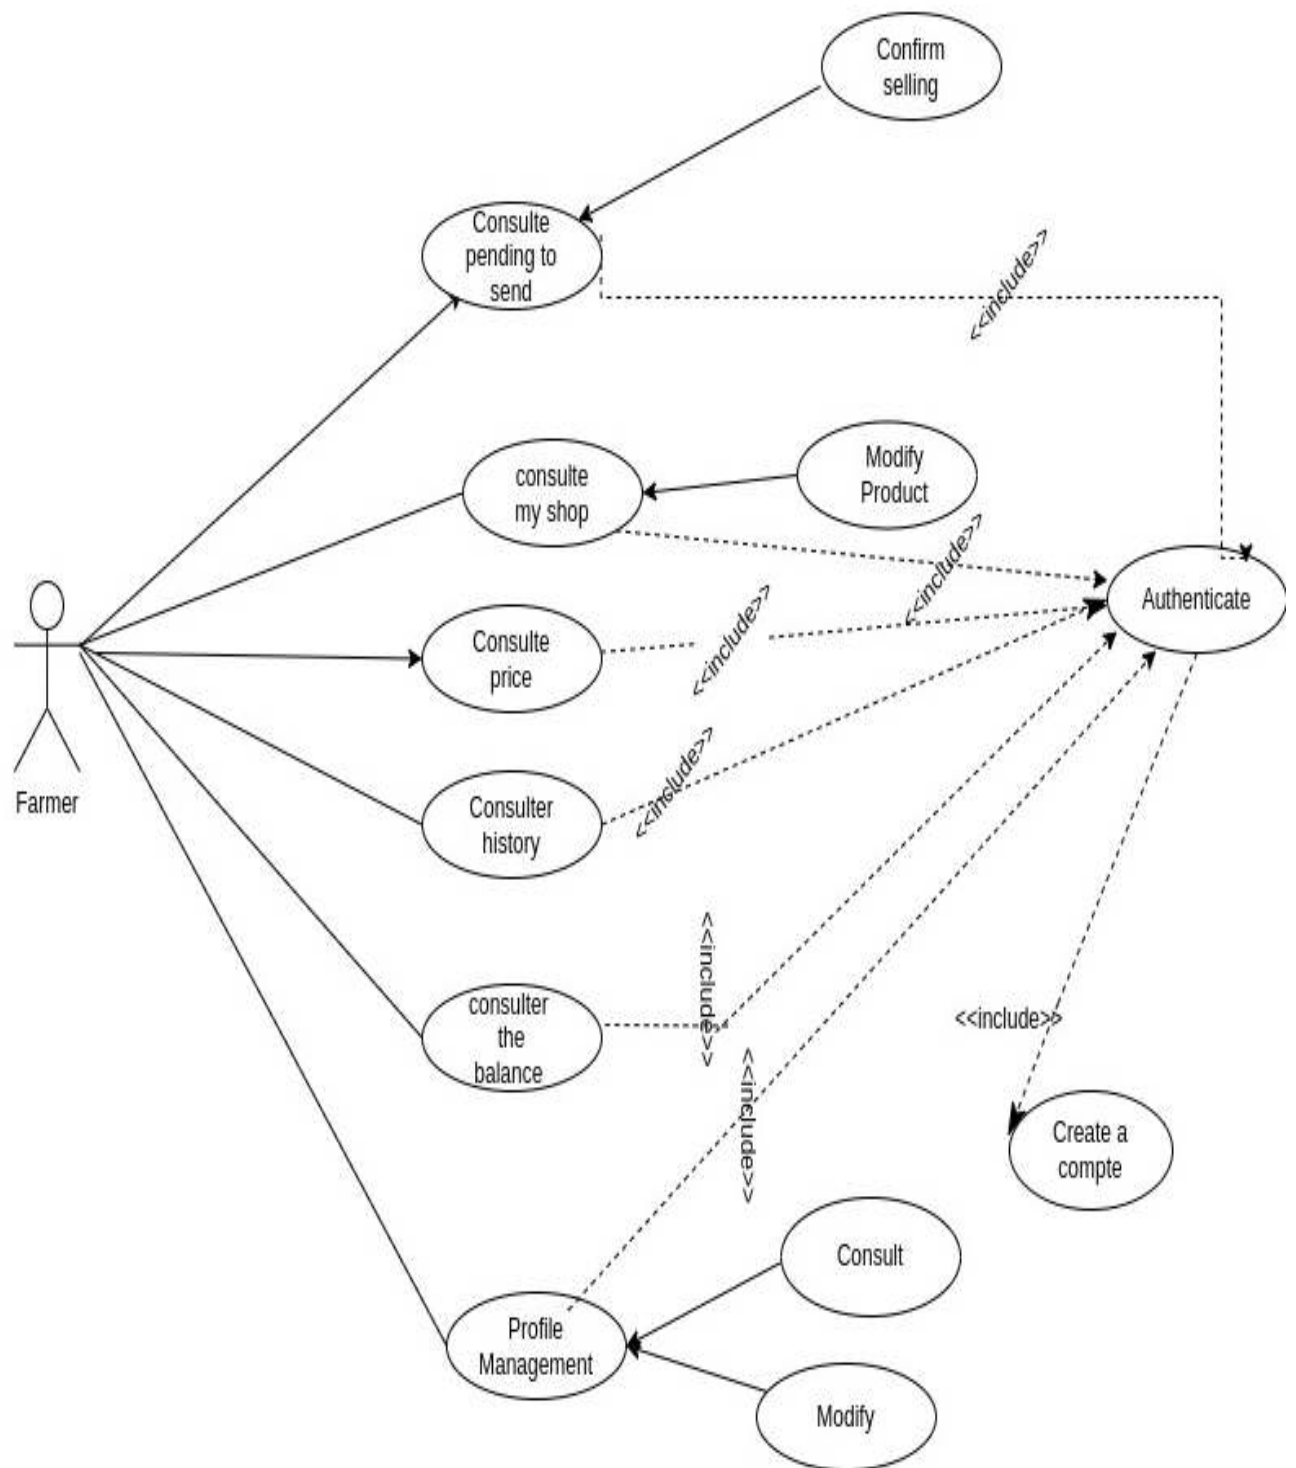 Confirm
selling
Consulte
pending to
send
<<include>>
consulte
my shop
Modify
Product
<<include>>
Authenticate
Consulte
price
<<include>>
Farmer
Consulter
history
<<include>>
consulter
the
balance
<<include>>
<<include>>
<<include>>
Create a
compte
Consult
Profile
Management
Modify